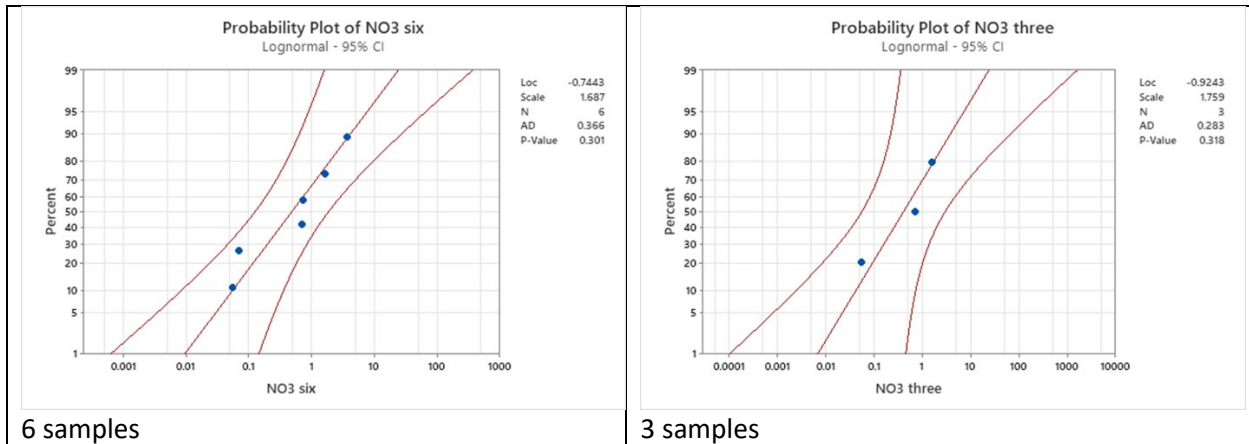 Probability Plot of NO3 six
Lognormal - 95% CI
99
95
90
80
70
60
50
40
30
20
10
5
1
Percent
0.001 0.01 0.1 1 10 100 1000
NO3 six
Loc -0.7443
Scale 1.687
N 6
AD 0.366
P-Value 0.301
6 samples
Probability Plot of NO3 three
Lognormal - 95% CI
99
95
90
80
70
60
50
40
30
20
10
5
1
Percent
0.0001 0.001 0.01 0.1 1 10 100 1000 10000
NO3 three
Loc -0.9243
Scale 1.759
N 3
AD 0.283
P-Value 0.318
3 samples